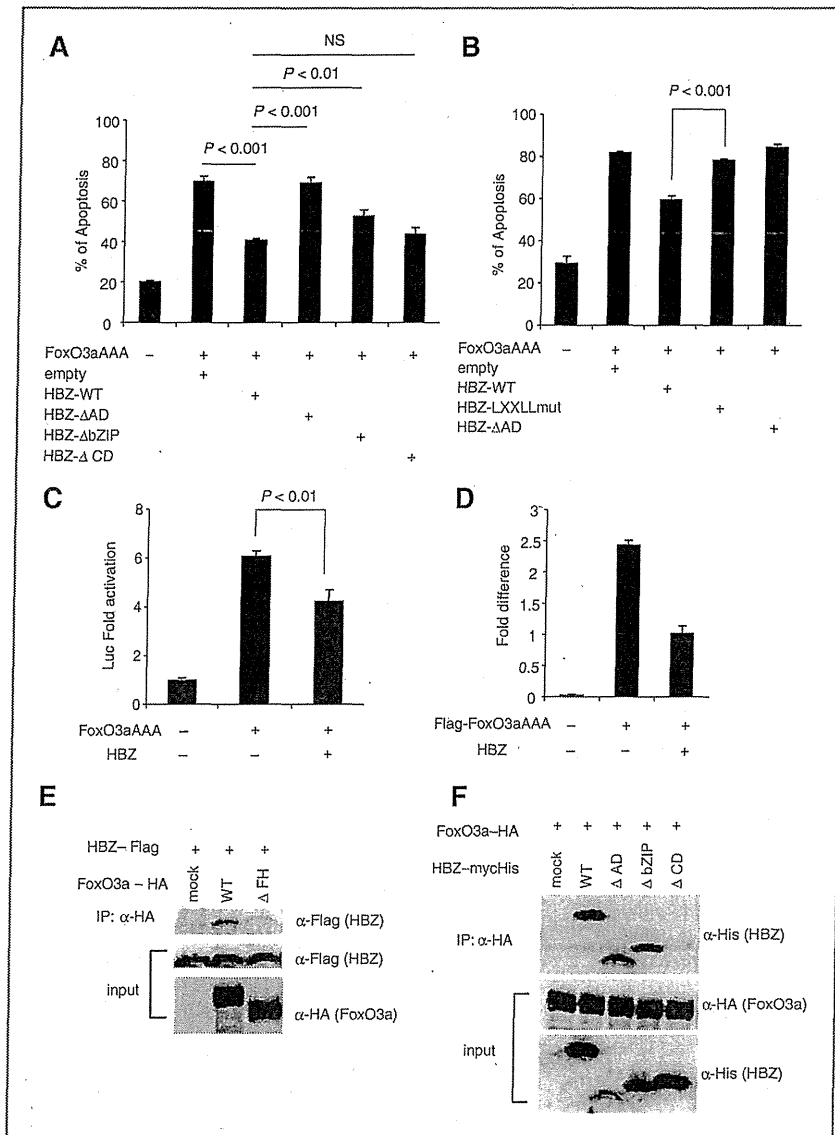 A
NS
P < 0.01
P < 0.001
P < 0.001
% of Apoptosis
100
80
60
40
20
0
FoxO3aAAA – + + + + +
empty +
HBZ-WT +
HBZ-ΔAD +
HBZ-ΔbZIP +
HBZ-Δ CD +
B
P < 0.001
% of Apoptosis
100
80
60
40
20
0
FoxO3aAAA – + + + +
empty +
HBZ-WT +
HBZ-LXXLLmut +
HBZ-ΔAD +
C
P < 0.01
Luc Fold activation
8
6
4
2
0
FoxO3aAAA – + +
HBZ – – +
D
Fold difference
3
2.5
2
1.5
1
0.5
0
Flag-FoxO3aAAA – + +
HBZ – – +
E
HBZ–Flag + + +
FoxO3a–HA mock WT Δ FH
IP: α-HA α-Flag (HBZ)
input
α-Flag (HBZ)
α-HA (FoxO3a)
F
FoxO3a–HA + + + + +
HBZ–mycHis mock WT Δ AD Δ bZIP Δ CD
IP: α-HA α-His (HBZ)
input
α-HA (FoxO3a)
α-His (HBZ)